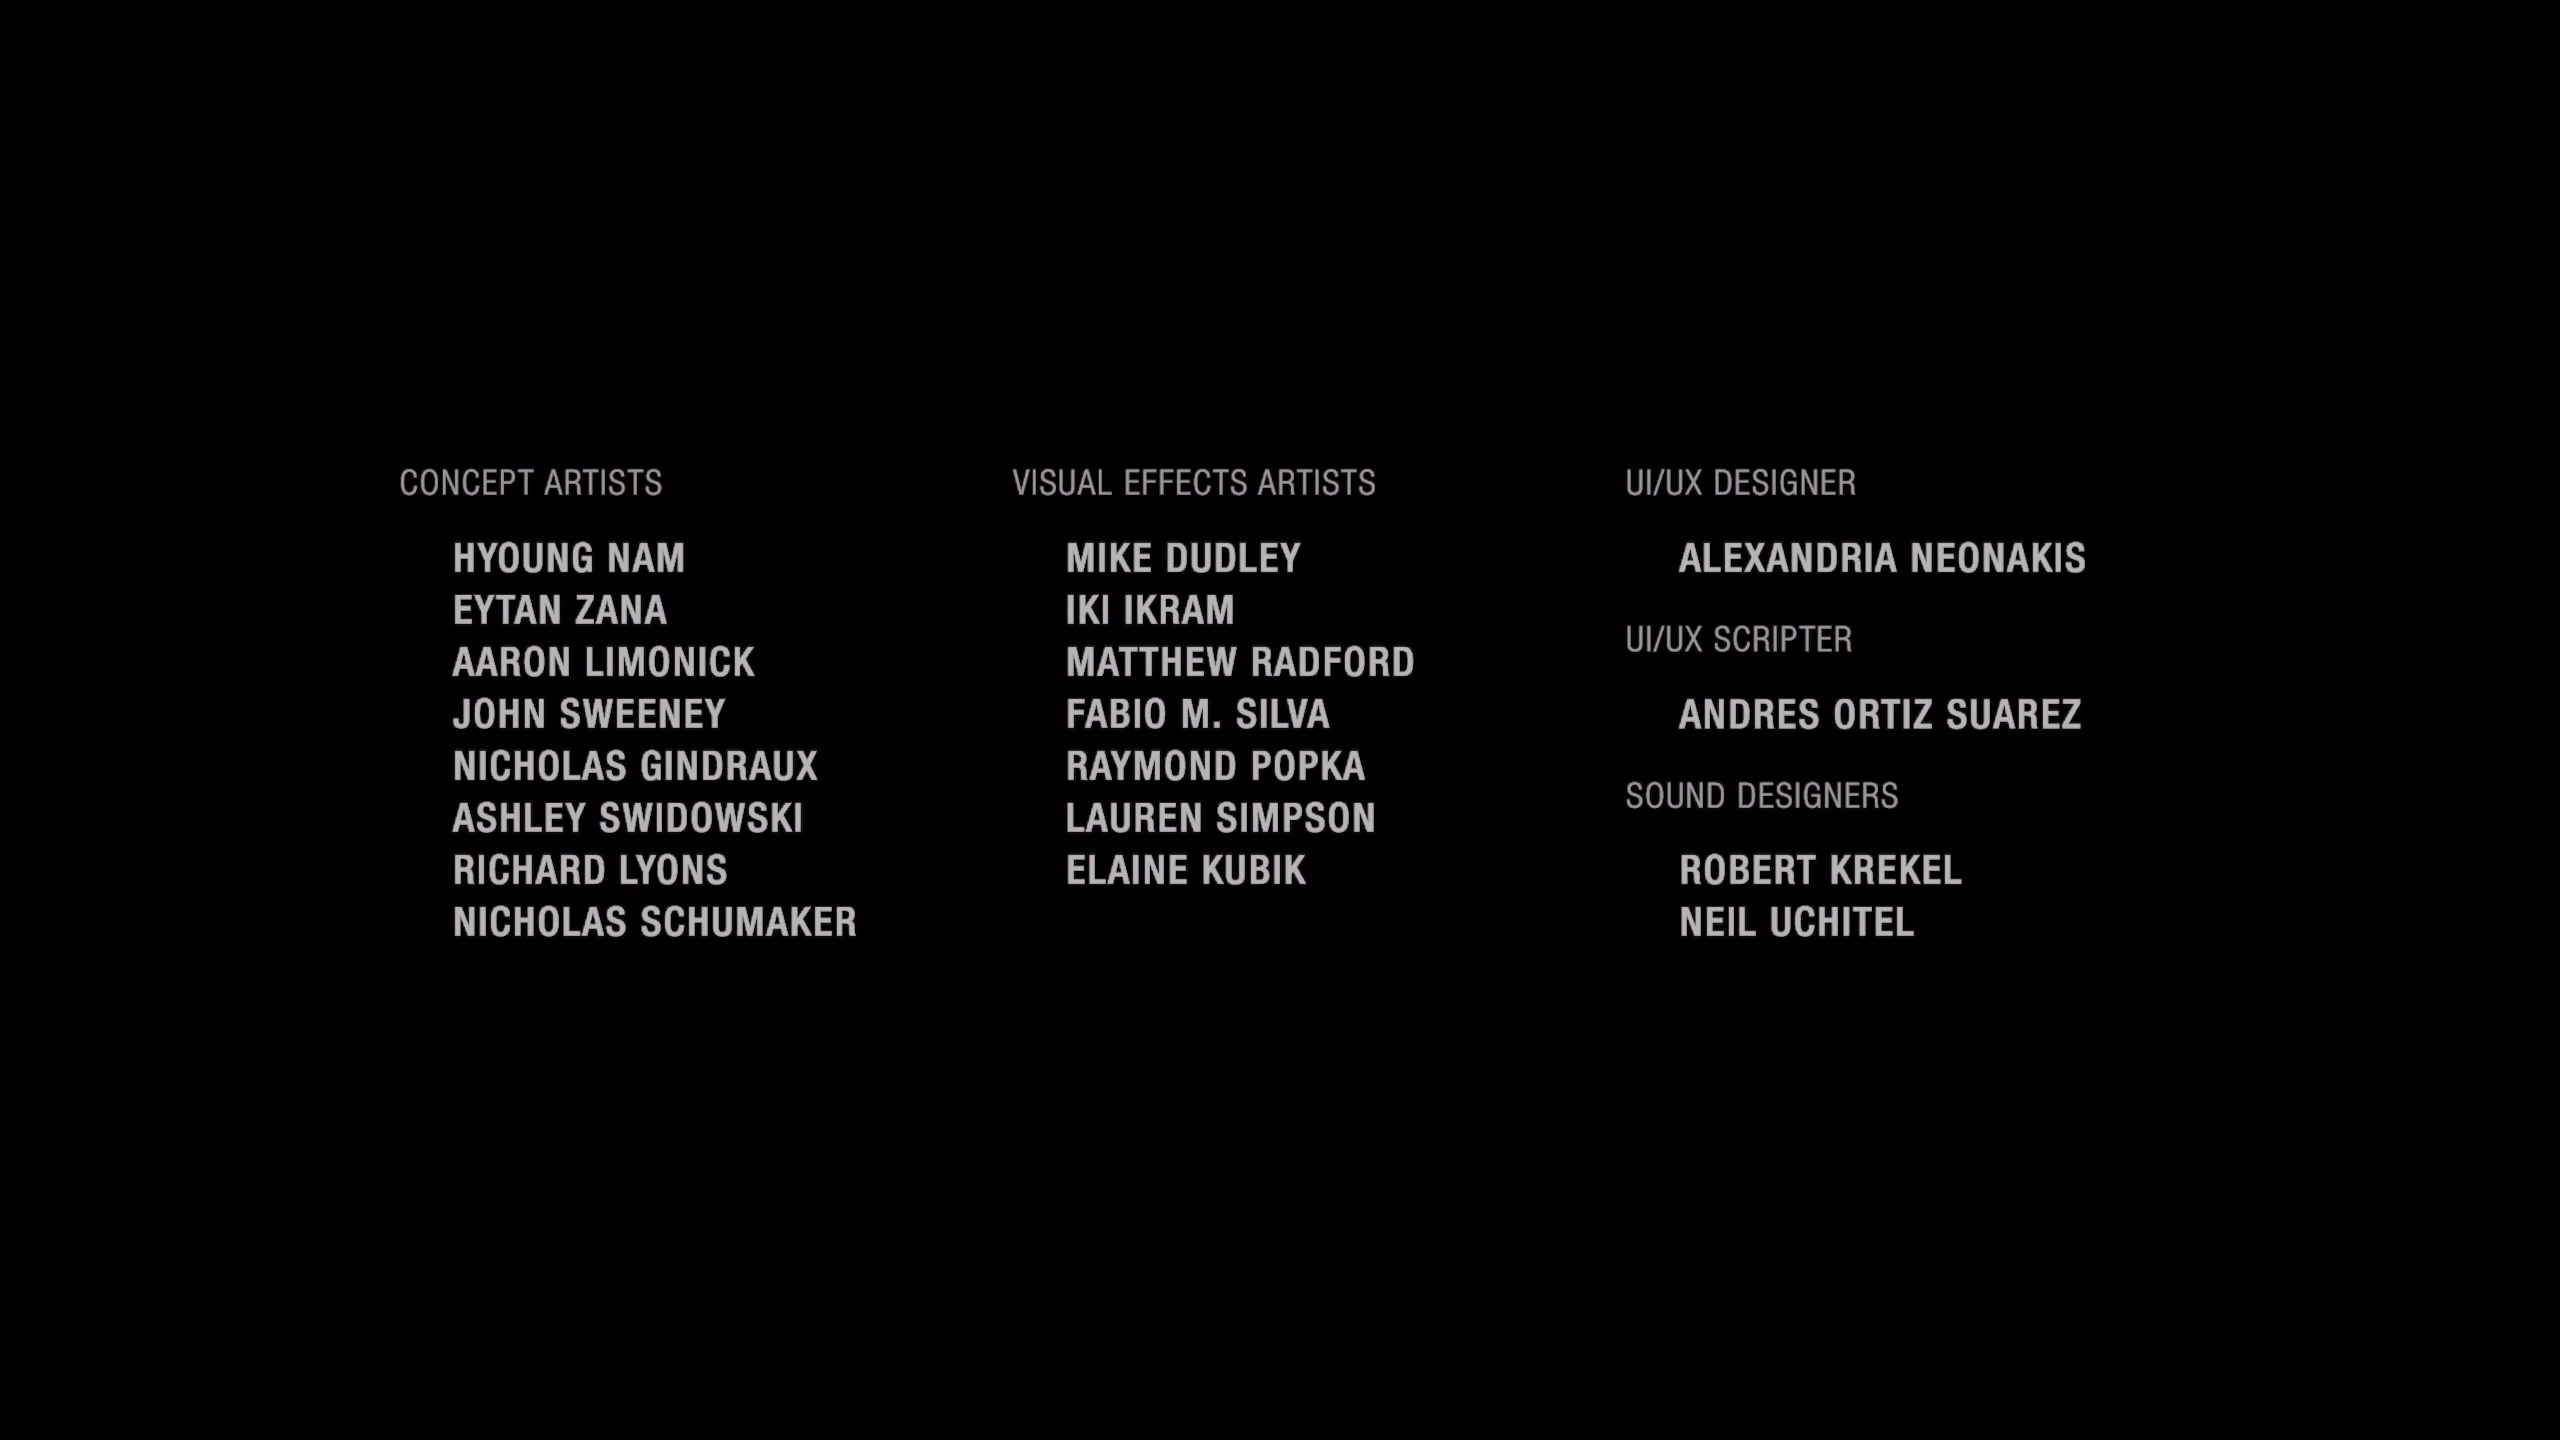 CONCEPT ARTISTS
HYOUNG NAM
EYTAN ZANA
AARON LIMONICK
JOHN SWEENEY
NICHOLAS GINDRAUX
ASHLEY SWIDOWSKI
RICHARD LYONS
NICHOLAS SCHUMAKER
VISUAL EFFECTS ARTISTS
MIKE DUDLEY
IKI IKRAM
MATTHEW RADFORD
FABIO M. SILVA
RAYMOND POPKA
LAUREN SIMPSON
ELAINE KUBIK
UI/UX DESIGNER
ALEXANDRIA NEONAKIS
UI/UX SCRIPTER
ANDRES ORTIZ SUAREZ
SOUND DESIGNERS
ROBERT KREKEL
NEIL UCHITEL